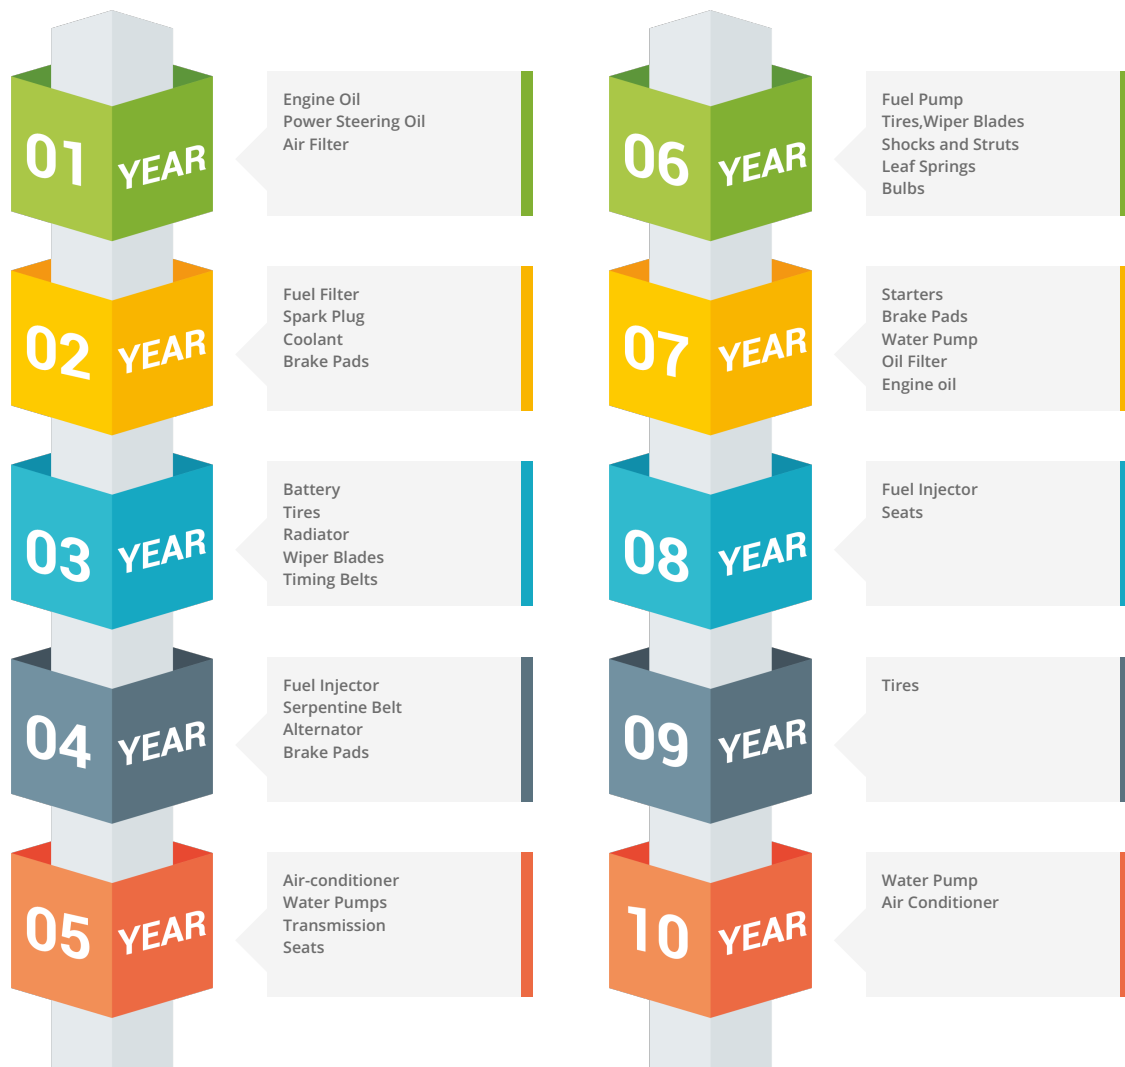 01 YEAR
Engine Oil
Power Steering Oil
Air Filter
02 YEAR
Fuel Filter
Spark Plug
Coolant
Brake Pads
03 YEAR
Battery
Tires
Radiator
Wiper Blades
Timing Belts
04 YEAR
Fuel Injector
Serpentine Belt
Alternator
Brake Pads
05 YEAR
Air-conditioner
Water Pumps
Transmission
Seats
06 YEAR
Fuel Pump
Tires,Wiper Blades
Shocks and Struts
Leaf Springs
Bulbs
07 YEAR
Starters
Brake Pads
Water Pump
Oil Filter
Engine oil
08 YEAR
Fuel Injector
Seats
09 YEAR
Tires
10 YEAR
Water Pump
Air Conditioner